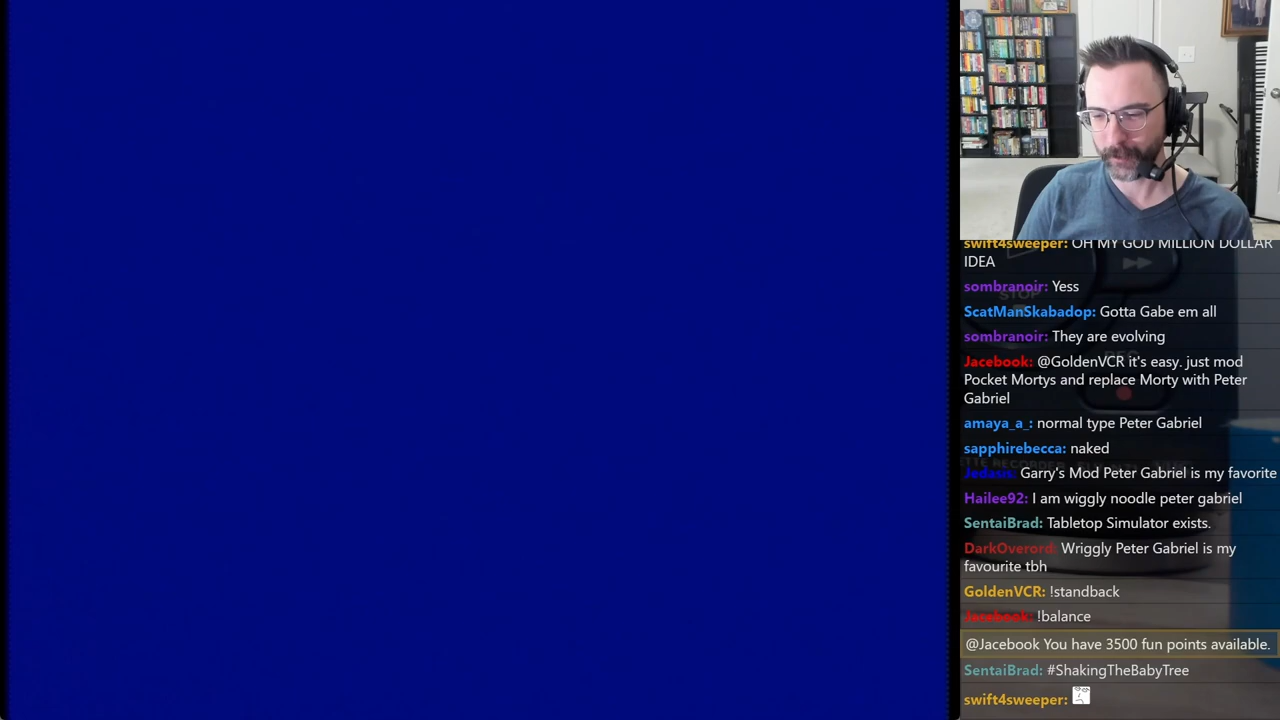 swift4sweeper: OH MY GOD MILLION DOLLAR
IDEA
sombranoir: Yess
STOP
ScatManSkabadop: Gotta Gabe em all
sombranoir: They are evolving
Jacebook: @GoldenVCR it's easy. just mod
Pocket Mortys and replace Morty with Peter
Gabriel
amaya_a_: normal type Peter Gabriel
sapphirebecca: naked
Jedasis: Garry's Mod Peter Gabriel is my favorite
Hailee92: I am wiggly noodle peter gabriel
SentaiBrad: Tabletop Simulator exists.
DarkOverord: Wriggly Peter Gabriel is my
favourite tbh
GoldenVCR: !standback
Jacebook: !balance
@Jacebook You have 3500 fun points available.
SentaiBrad: #ShakingTheBabyTree
swift4sweeper: